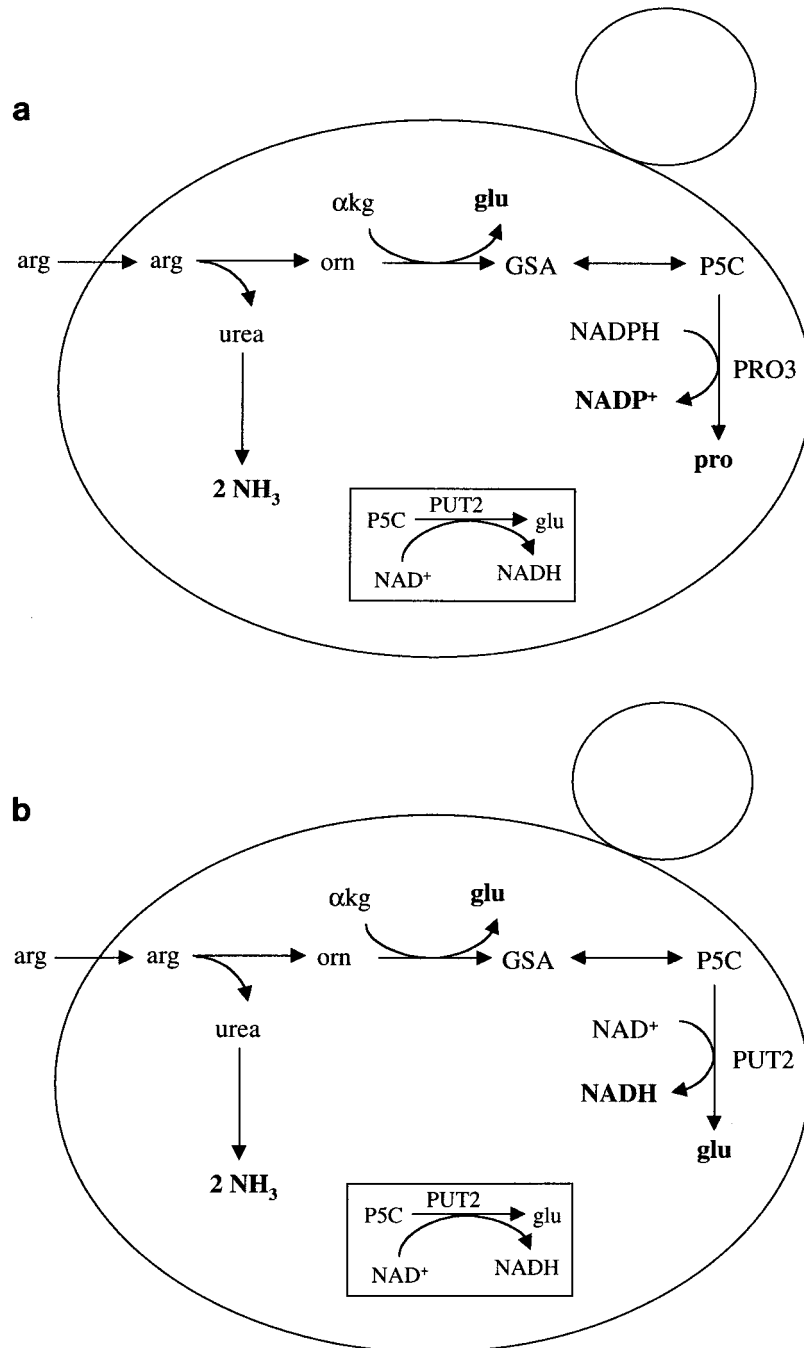 a
αkg glu
arg arg orn GSA P5C
urea
NADPH
PRO3
NADP+
pro
2 NH3
PUT2
P5C glu
NAD+ NADH
b
αkg glu
arg arg orn GSA P5C
urea
NAD+
PUT2
NADH
glu
2 NH3
PUT2
P5C glu
NAD+ NADH